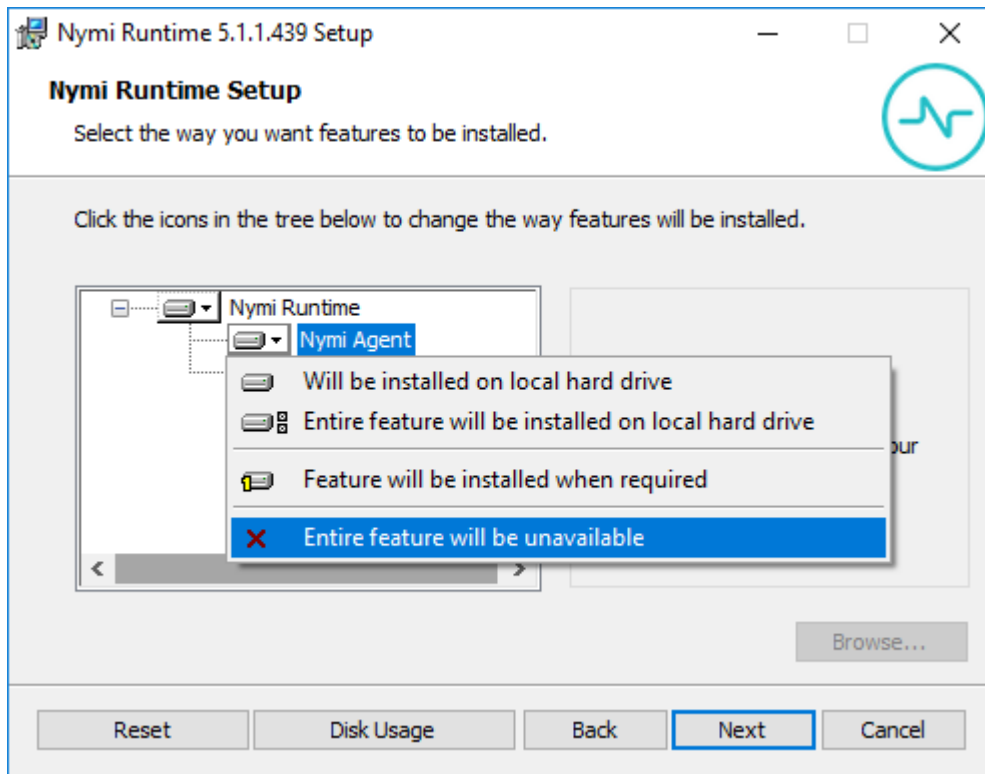 Nymi Runtime 5.1.1.439 Setup
Nymi Runtime Setup
Select the way you want features to be installed.
Click the icons in the tree below to change the way features will be installed.
Nymi Runtime
Nymi Agent
Will be installed on local hard drive
Entire feature will be installed on local hard drive
Feature will be installed when required
Entire feature will be unavailable
Browse...
Reset
Disk Usage
Back
Next
Cancel